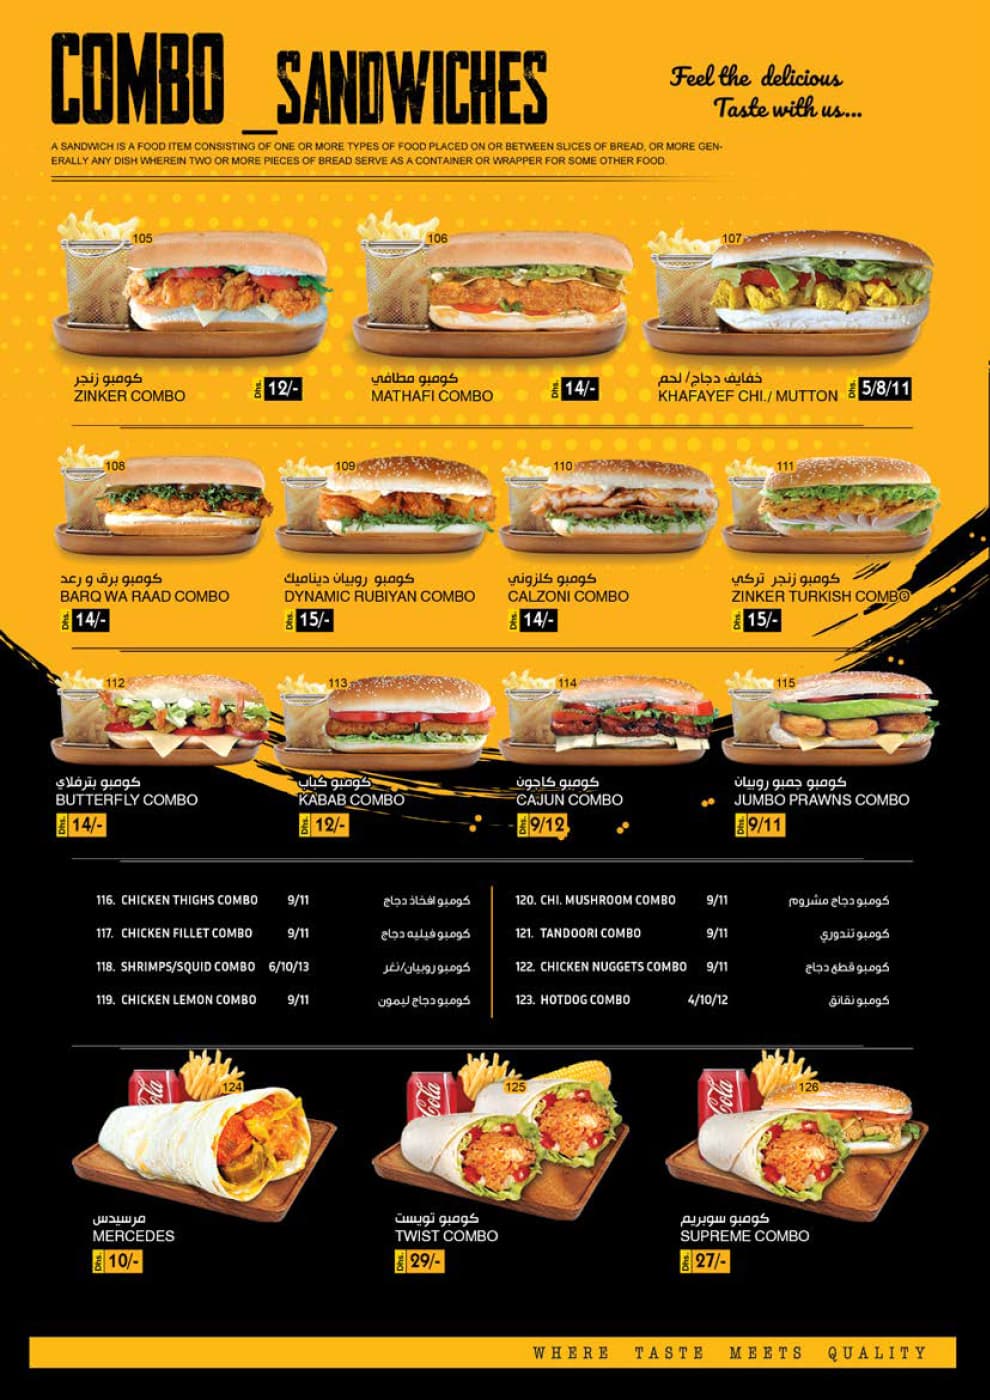 COMBO _SANDWICHES
Feel the delicious
Taste with us...
A SANDWICH IS A FOOD ITEM CONSISTING OF ONE OR MORE TYPES OF FOOD PLACED ON OR BETWEEN SLICES OF BREAD, OR MORE GEN-
ERALLY ANY DISH WHEREIN TWO OR MORE PIECES OF BREAD SERVE AS A CONTAINER OR WRAPPER FOR SOME OTHER FOOD.
105
كومبو زنجر
ZINKER COMBO
Dhs. 12/-
106
كومبو مطافي
MATHAFI COMBO
Dhs. 14/-
107
خفايف دجاج/ لحم
KHAFAYEF CHI./ MUTTON
Dhs. 5/8/11
108
كومبو برق و رعد
BARQ WA RAAD COMBO
Dhs. 14/-
109
كومبو روبيان ديناميك
DYNAMIC RUBIYAN COMBO
Dhs. 15/-
110
كومبو كلزوني
CALZONI COMBO
Dhs. 14/-
111
كومبو زنجر تركي
ZINKER TURKISH COMBO
Dhs. 15/-
112
كومبو بترفلاي
BUTTERFLY COMBO
Dhs. 14/-
113
كومبو كباب
KABAB COMBO
Dhs. 12/-
114
كومبو كاجون
CAJUN COMBO
Dhs. 9/12
115
كومبو جمبو روبيان
JUMBO PRAWNS COMBO
Dhs. 9/11
116. CHICKEN THIGHS COMBO 9/11 كومبو افخاذ دجاج
117. CHICKEN FILLET COMBO 9/11 كومبو فيليه دجاج
118. SHRIMPS/SQUID COMBO 6/10/13 كومبو روبيان/نغر
119. CHICKEN LEMON COMBO 9/11 كومبو دجاج ليمون
120. CHI. MUSHROOM COMBO 9/11 كومبو دجاج مشروم
121. TANDOORI COMBO 9/11 كومبو تندوري
122. CHICKEN NUGGETS COMBO 9/11 كومبو قطع دجاج
123. HOTDOG COMBO 4/10/12 كومبو نقانق
124
Cola
مرسيدس
MERCEDES
Dhs. 10/-
125
Cola
كومبو تويست
TWIST COMBO
Dhs. 29/-
126
Cola
كومبو سوبريم
SUPREME COMBO
Dhs. 27/-
WHERE TASTE MEETS QUALITY